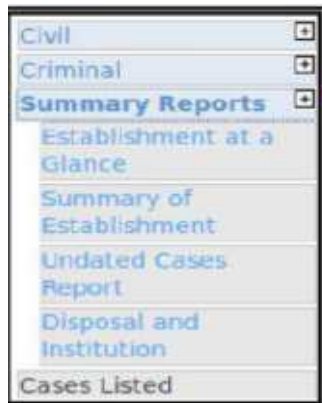 Civil
Criminal
Summary Reports
Establishment at a
Glance
Summary of
Establishment
Undated Cases
Report
Disposal and
Institution
Cases Listed